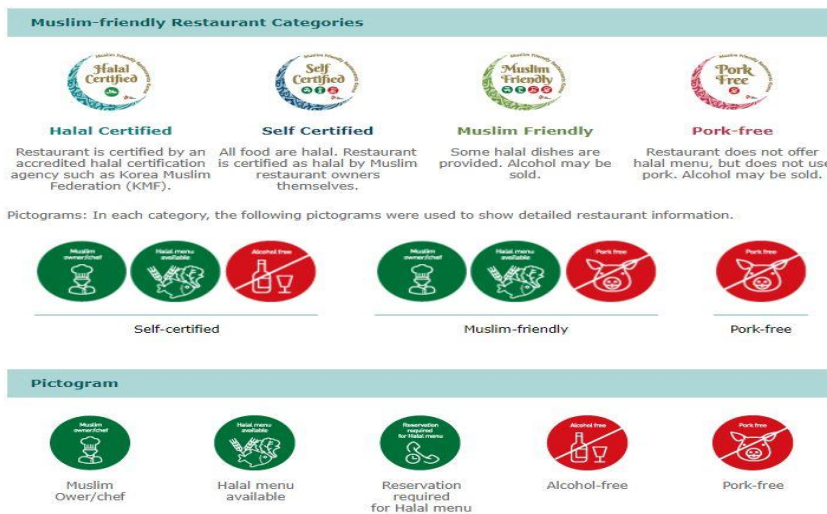 Muslim-friendly Restaurant Categories
Halal
Certified
Self
Certified
Muslim
Friendly
Pork
Free
Halal Certified
Self Certified
Muslim Friendly
Pork-free
Restaurant is certified by an
accredited halal certification
agency such as Korea Muslim
Federation (KMF).
All food are halal. Restaurant
is certified as halal by Muslim
restaurant owners
themselves.
Some halal dishes are
provided. Alcohol may be
sold.
Restaurant does not offer
halal menu, but does not use
pork. Alcohol may be sold.
Pictograms: In each category, the following pictograms were used to show detailed restaurant information.
Muslim
owner/chef
Halal menu
available
Alcohol free
Muslim
owner/chef
Halal menu
available
Pork free
Pork free
Self-certified
Muslim-friendly
Pork-free
Pictogram
Muslim
owner/chef
Halal menu
available
Reservation
required
for Halal menu
Alcohol free
Pork free
Muslim
Ower/chef
Halal menu
available
Reservation
required
for Halal menu
Alcohol-free
Pork-free